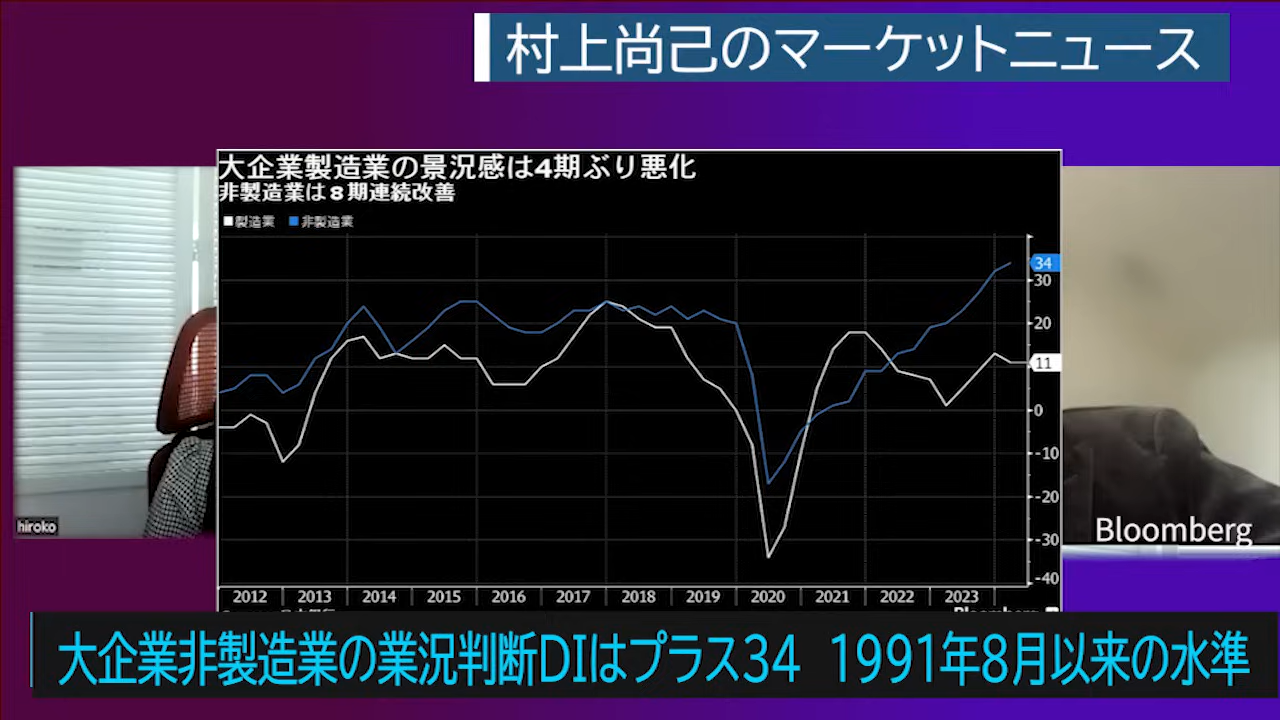 村上尚己のマーケットニュース
大企業製造業の景況感は4期ぶり悪化
非製造業は8期連続改善
製造業 非製造業
34
30
20
11
0
-10
-20
-30
-40
2012 2013 2014 2015 2016 2017 2018 2019 2020 2021 2022 2023
hiroko
Bloomberg
大企業非製造業の業況判断DIはプラス34 1991年8月以来の水準